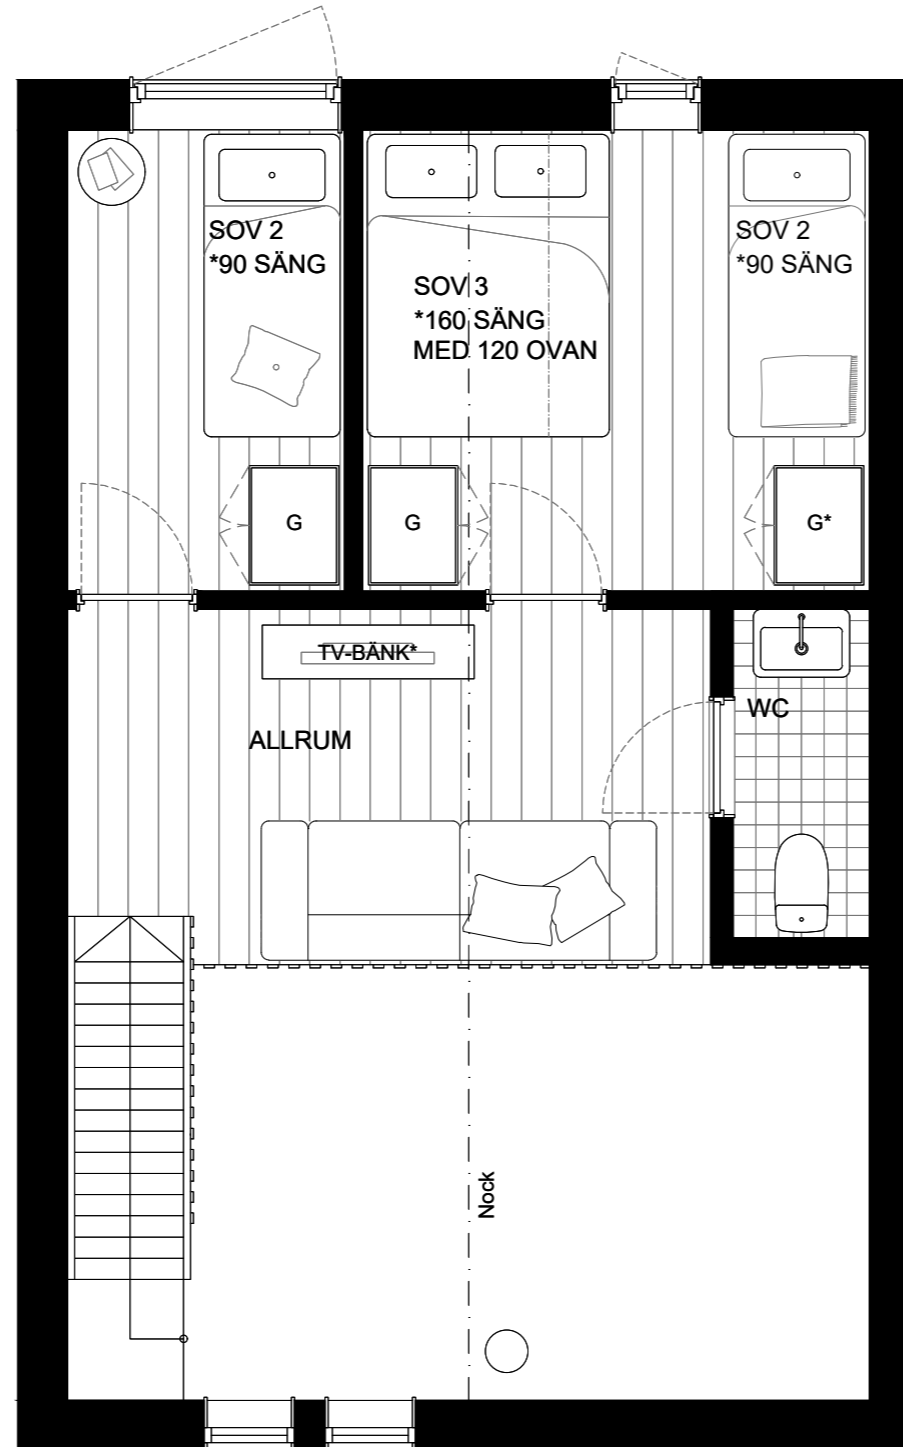 SOV 2
*90 SÄNG
SOV 3
*160 SÄNG
MED 120 OVAN
SOV 2
*90 SÄNG
G
G
G*
TV-BÄNK*
WC
ALLRUM
Nock